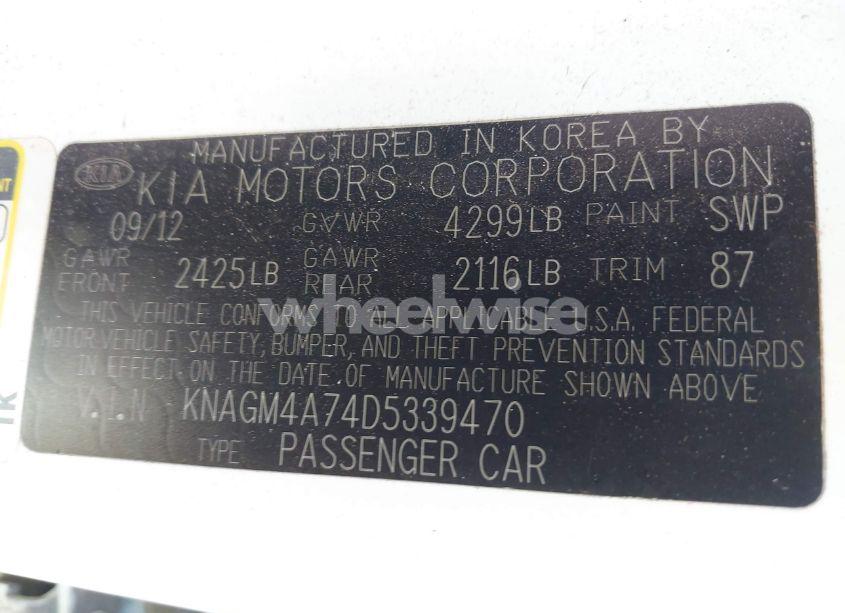 MANUFACTURED IN KOREA BY
KIA
KIA MOTORS CORPORATION
09/12 GVWR 4299LB PAINT SWP
GAWR FRONT 2425LB GAWR REAR 2116LB TRIM 87
THIS VEHICLE CONFORMS TO ALL APPLICABLE U.S.A. FEDERAL
MOTOR VEHICLE SAFETY, BUMPER, AND THEFT PREVENTION STANDARDS
IN EFFECT ON THE DATE OF MANUFACTURE SHOWN ABOVE
V.I.N KNAGM4A74D5339470
TYPE PASSENGER CAR
wheelwise